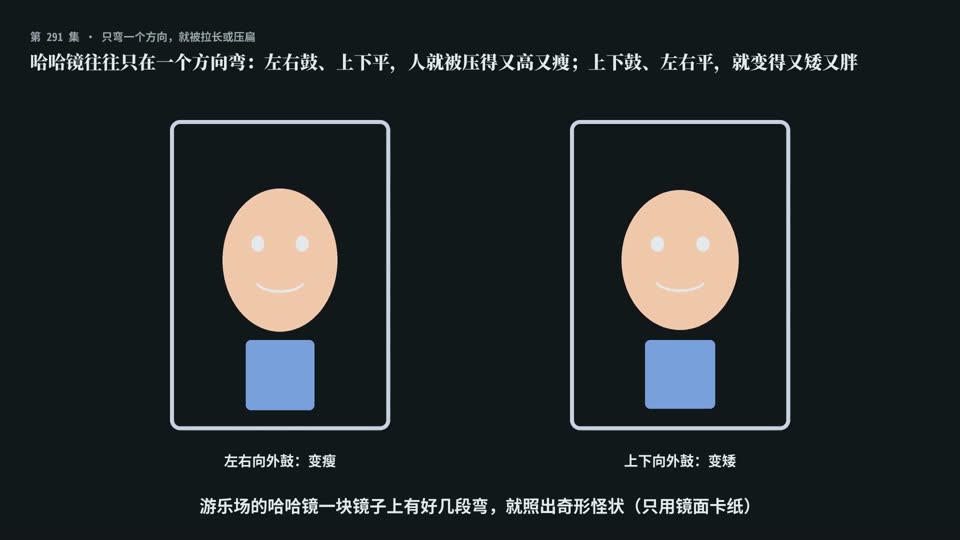 第 291 集 · 只弯一个方向，就被拉长或压扁
哈哈镜往往只在一个方向弯：左右鼓、上下平，人就被压得又高又瘦；上下鼓、左右平，就变得又矮又胖
左右向外鼓：变瘦
上下向外鼓：变矮
游乐场的哈哈镜一块镜子上有好几段弯，就照出奇形怪状（只用镜面卡纸）